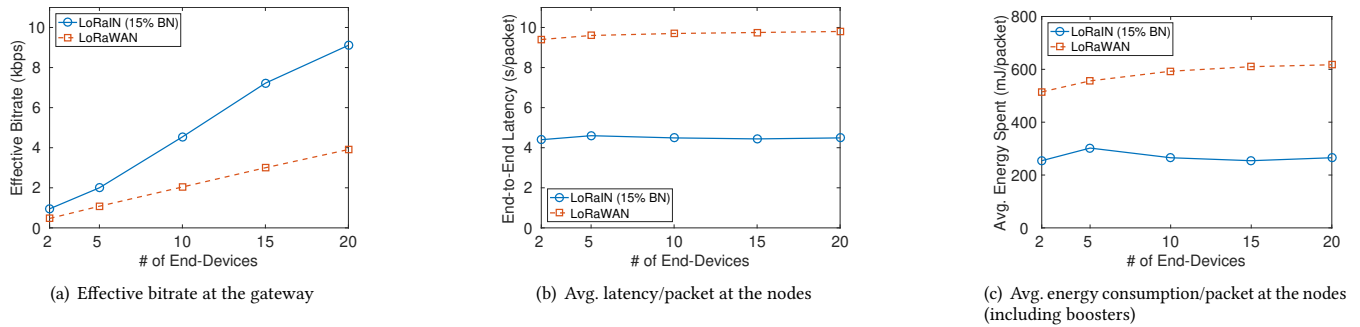 10
8
6
4
2
0
Effective Bitrate (kbps)
LoRaIN (15% BN)
LoRaWAN
2 5 10 15 20
# of End-Devices
(a) Effective bitrate at the gateway
10
8
6
4
2
0
End-to-End Latency (s/packet)
LoRaIN (15% BN)
LoRaWAN
2 5 10 15 20
# of End-Devices
(b) Avg. latency/packet at the nodes
800
600
400
200
0
Avg. Energy Spent (mJ/packet)
LoRaIN (15% BN)
LoRaWAN
2 5 10 15 20
# of End-Devices
(c) Avg. energy consumption/packet at the nodes
(including boosters)